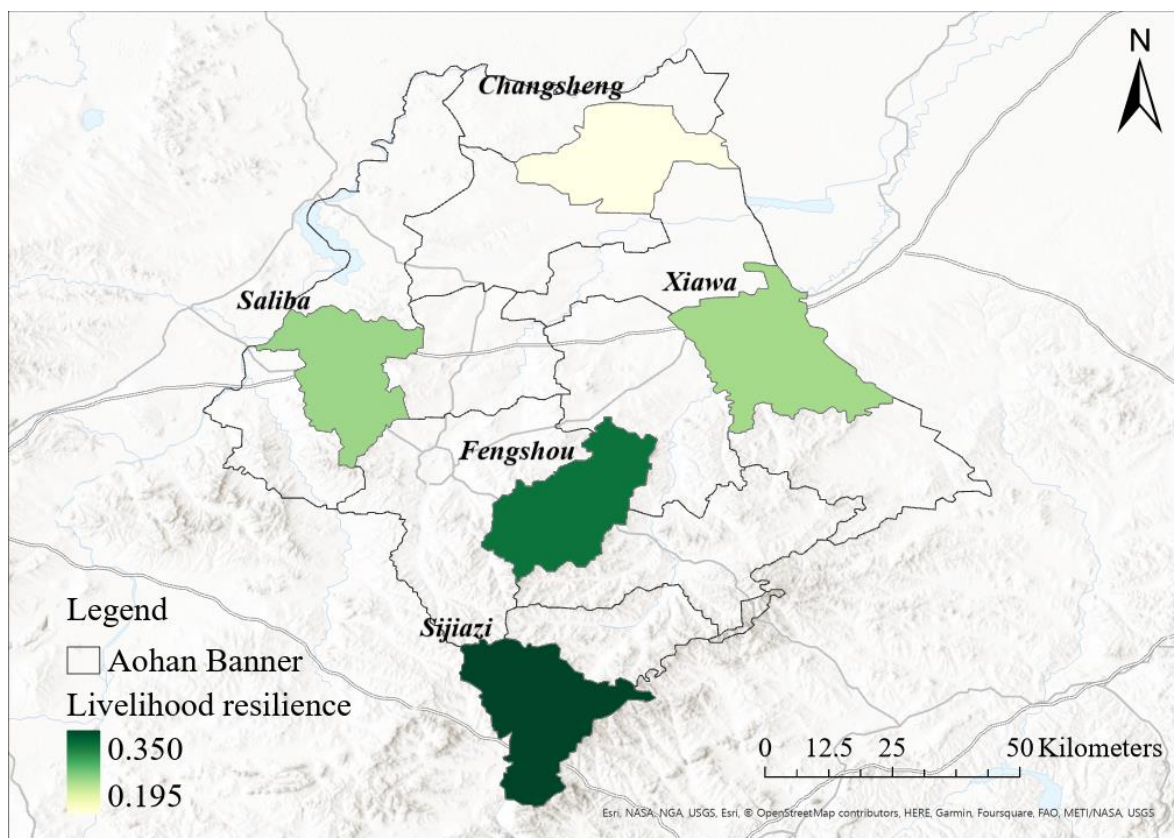 N
Changsheng
Xiawa
Saliba
Fengshou
Sijiazi
Legend
Aohan Banner
Livelihood resilience
0.350
0.195
0 12.5 25 50 Kilometers
Esri, NASA, NGA, USGS, Esri, © OpenStreetMap contributors, HERE, Garmin, Foursquare, FAO, METI/NASA, USGS